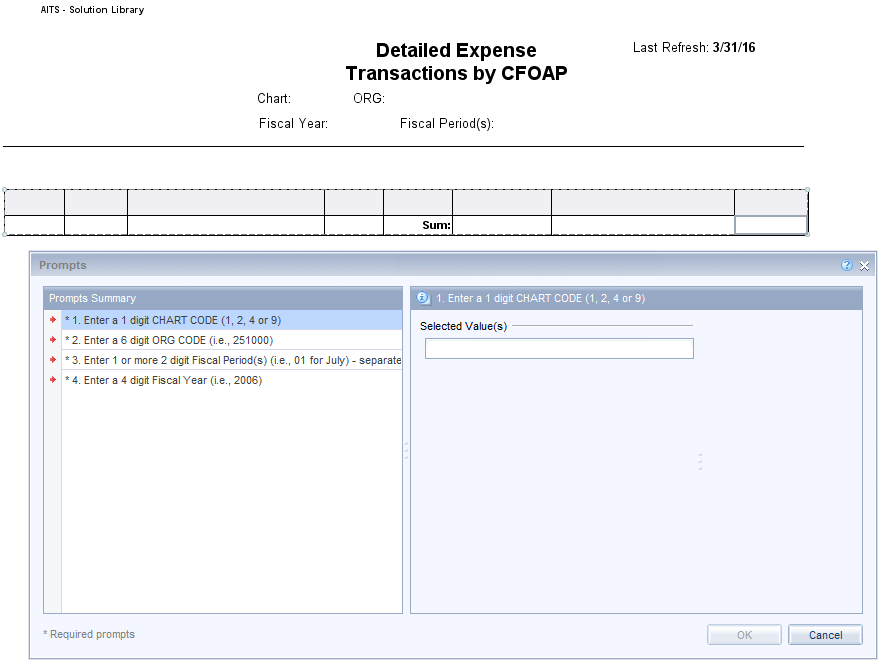 AITS - Solution Library
Detailed Expense
Transactions by CFOAP
Last Refresh: 3/31/16
Chart: ORG:
Fiscal Year: Fiscal Period(s):
Sum:
Prompts
Prompts Summary
* 1. Enter a 1 digit CHART CODE (1, 2, 4 or 9)
* 2. Enter a 6 digit ORG CODE (i.e., 251000)
* 3. Enter 1 or more 2 digit Fiscal Period(s) (i.e., 01 for July) - separate
* 4. Enter a 4 digit Fiscal Year (i.e., 2006)
1. Enter a 1 digit CHART CODE (1, 2, 4 or 9)
Selected Value(s)
* Required prompts
OK Cancel